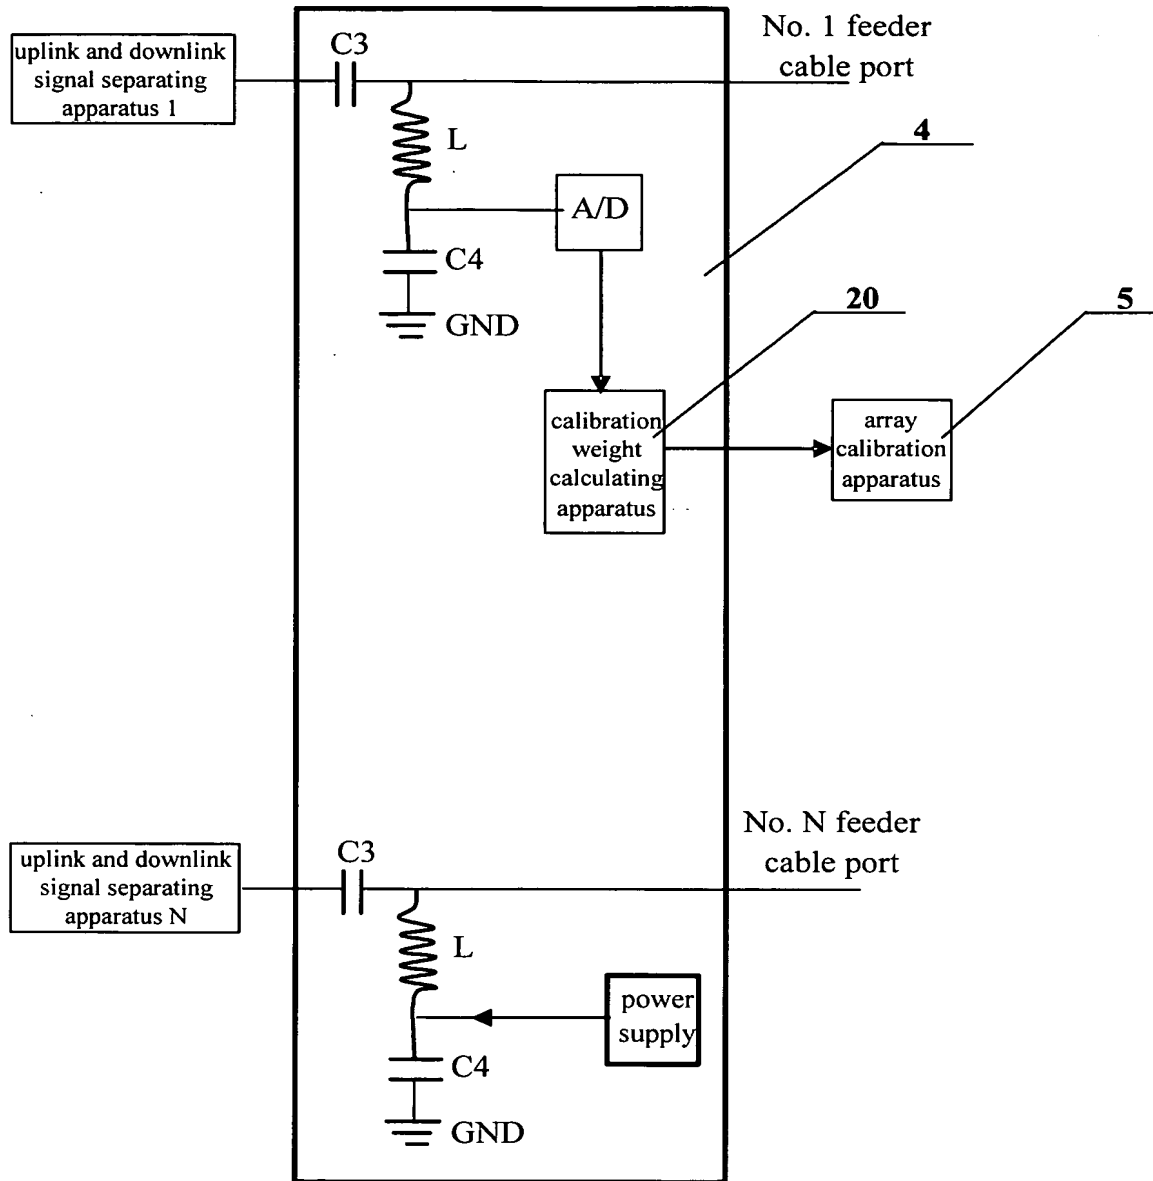 No. 1 feeder
cable port
uplink and downlink
signal separating
apparatus 1
C3
L
4
A/D
C4
GND
20
5
calibration
weight
calculating
apparatus
array
calibration
apparatus
No. N feeder
cable port
uplink and downlink
signal separating
apparatus N
C3
L
power
supply
C4
GND